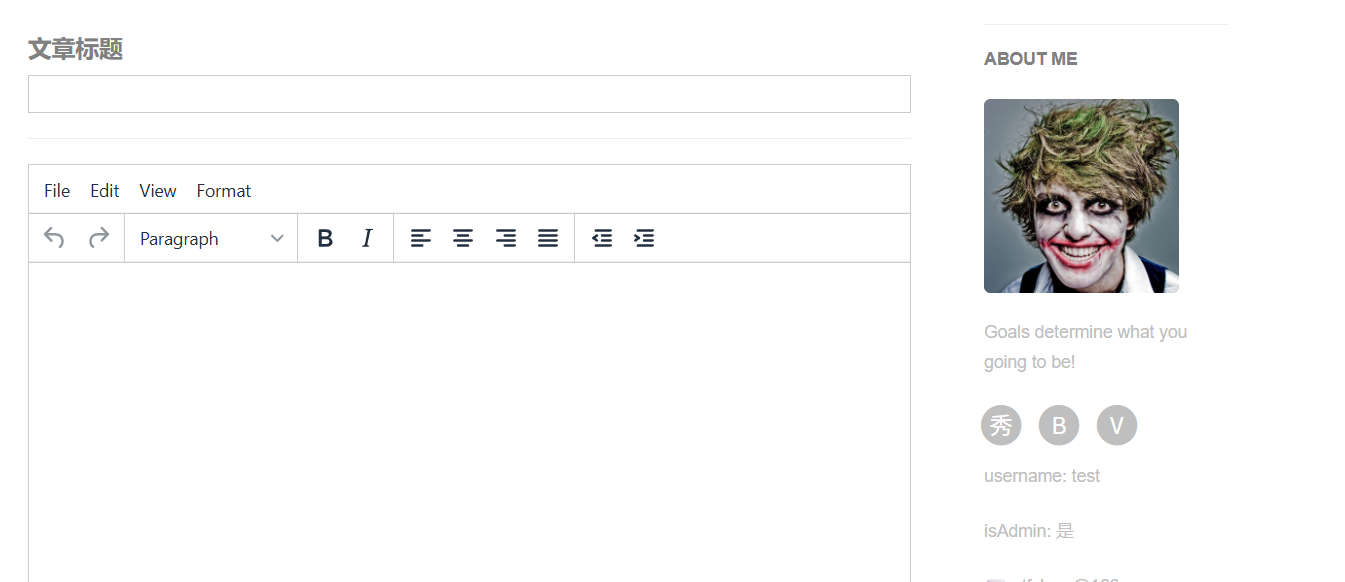 文章标题
File Edit View Format
Paragraph B I
ABOUT ME
Goals determine what you
going to be!
秀 B V
username: test
isAdmin: 是